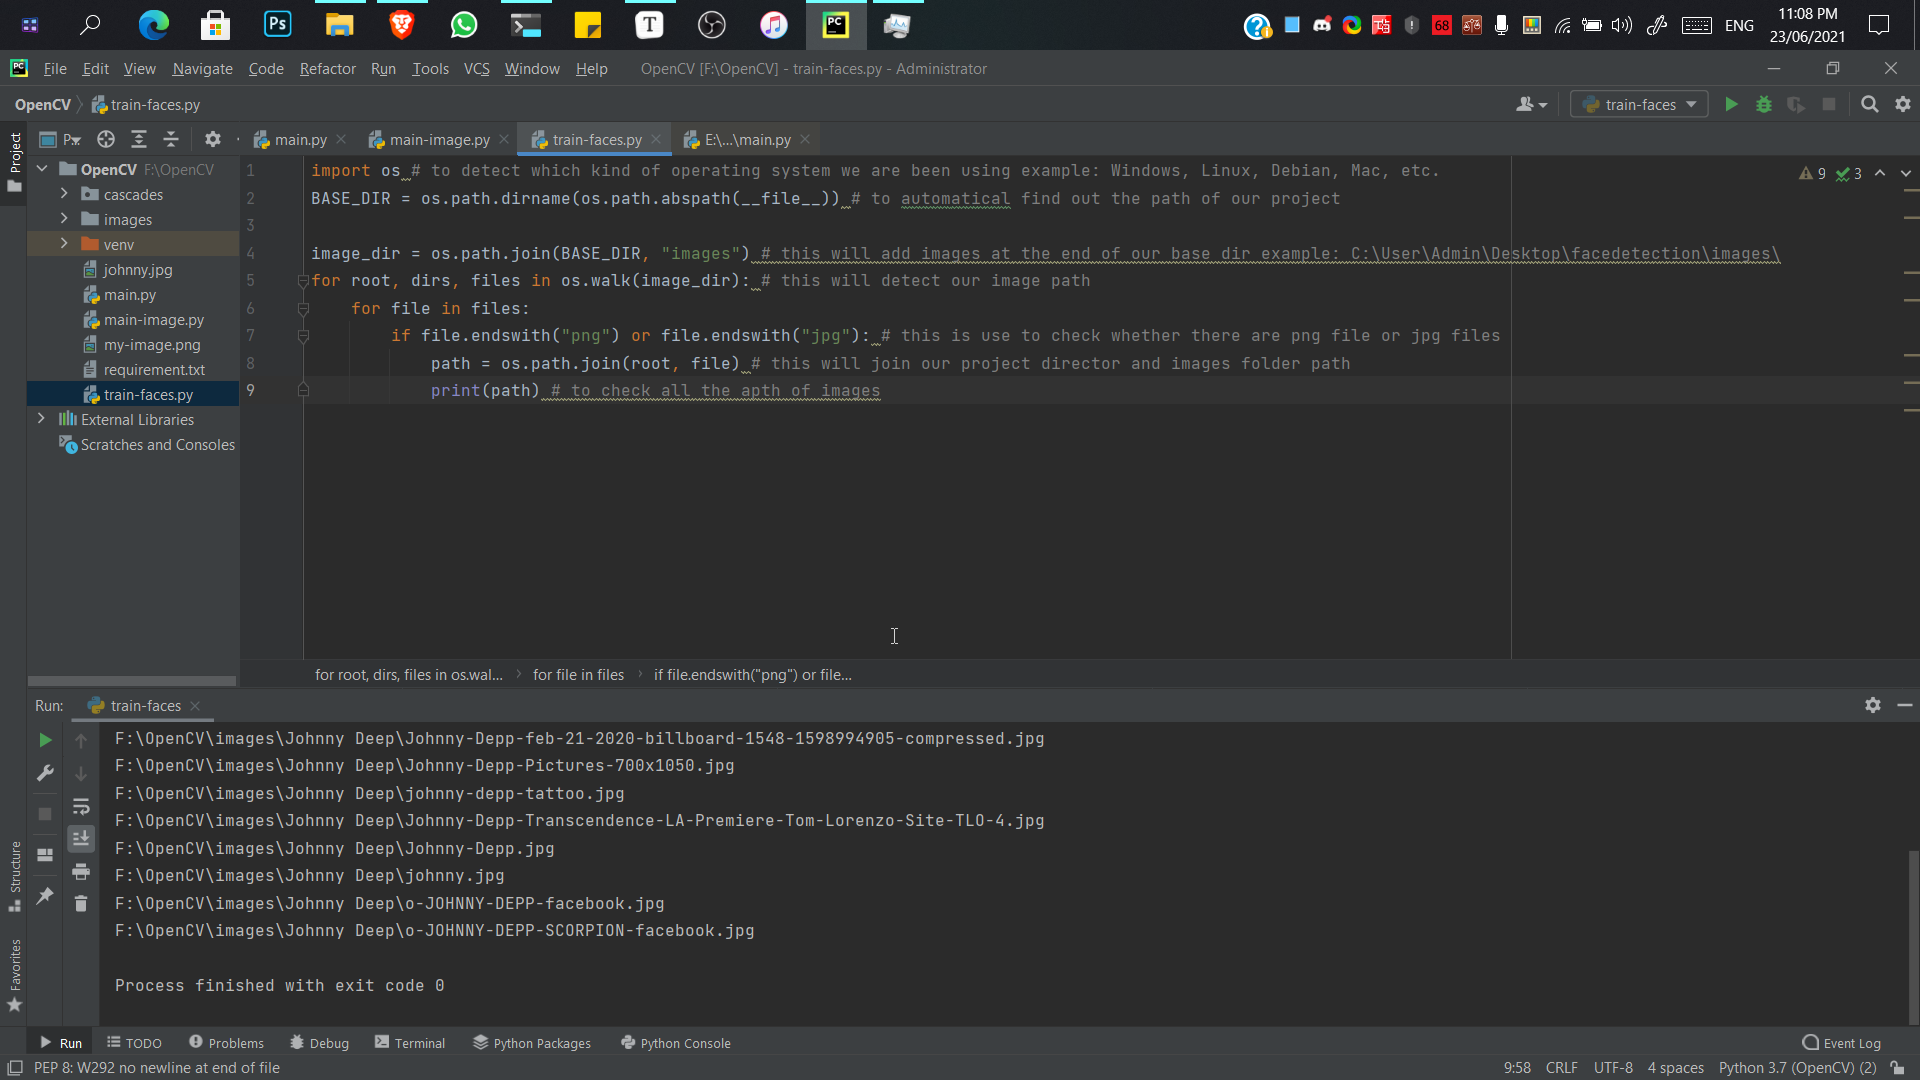 Ps
T
PC
68
ENG
11:08 PM
23/06/2021
PC File Edit View Navigate Code Refactor Run Tools VCS Window Help OpenCV [F:\OpenCV] - train-faces.py - Administrator
OpenCV train-faces.py train-faces
Project
P
main.py main-image.py train-faces.py E:\...\main.py
OpenCV F:\OpenCV
cascades
images
venv
johnny.jpg
main.py
main-image.py
my-image.png
requirement.txt
train-faces.py
External Libraries
Scratches and Consoles
9 3
1 import os # to detect which kind of operating system we are been using example: Windows, Linux, Debian, Mac, etc.
2 BASE_DIR = os.path.dirname(os.path.abspath(__file__)) # to automatical find out the path of our project
3
4 image_dir = os.path.join(BASE_DIR, "images") # this will add images at the end of our base dir example: C:\User\Admin\Desktop\facedetection\images\
5 for root, dirs, files in os.walk(image_dir): # this will detect our image path
6 for file in files:
7 if file.endswith("png") or file.endswith("jpg"): # this is use to check whether there are png file or jpg files
8 path = os.path.join(root, file) # this will join our project director and images folder path
9 print(path) # to check all the apth of images
for root, dirs, files in os.wal... for file in files if file.endswith("png") or file...
Run: train-faces
F:\OpenCV\images\Johnny Deep\Johnny-Depp-feb-21-2020-billboard-1548-1598994905-compressed.jpg
F:\OpenCV\images\Johnny Deep\Johnny-Depp-Pictures-700x1050.jpg
F:\OpenCV\images\Johnny Deep\johnny-depp-tattoo.jpg
F:\OpenCV\images\Johnny Deep\Johnny-Depp-Transcendence-LA-Premiere-Tom-Lorenzo-Site-TLO-4.jpg
F:\OpenCV\images\Johnny Deep\Johnny-Depp.jpg
F:\OpenCV\images\Johnny Deep\johnny.jpg
F:\OpenCV\images\Johnny Deep\o-JOHNNY-DEPP-facebook.jpg
F:\OpenCV\images\Johnny Deep\o-JOHNNY-DEPP-SCORPION-facebook.jpg
Process finished with exit code 0
Structure
Favorites
Run TODO Problems Debug Terminal Python Packages Python Console Event Log
PEP 8: W292 no newline at end of file 9:58 CRLF UTF-8 4 spaces Python 3.7 (OpenCV) (2)